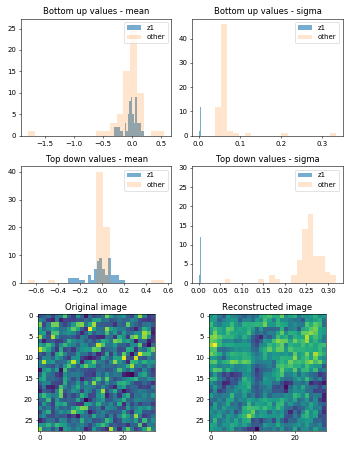 Bottom up values - mean
z1
other
25
20
15
10
5
0
−1.5 −1.0 −0.5 0.0 0.5
Bottom up values - sigma
z1
other
40
30
20
10
0
0.0 0.1 0.2 0.3
Top down values - mean
z1
other
40
30
20
10
0
−0.6 −0.4 −0.2 0.0 0.2 0.4 0.6
Top down values - sigma
z1
other
30
25
20
15
10
5
0
0.00 0.05 0.10 0.15 0.20 0.25 0.30
Original image
0
5
10
15
20
25
0 10 20
Reconstructed image
0
5
10
15
20
25
0 10 20